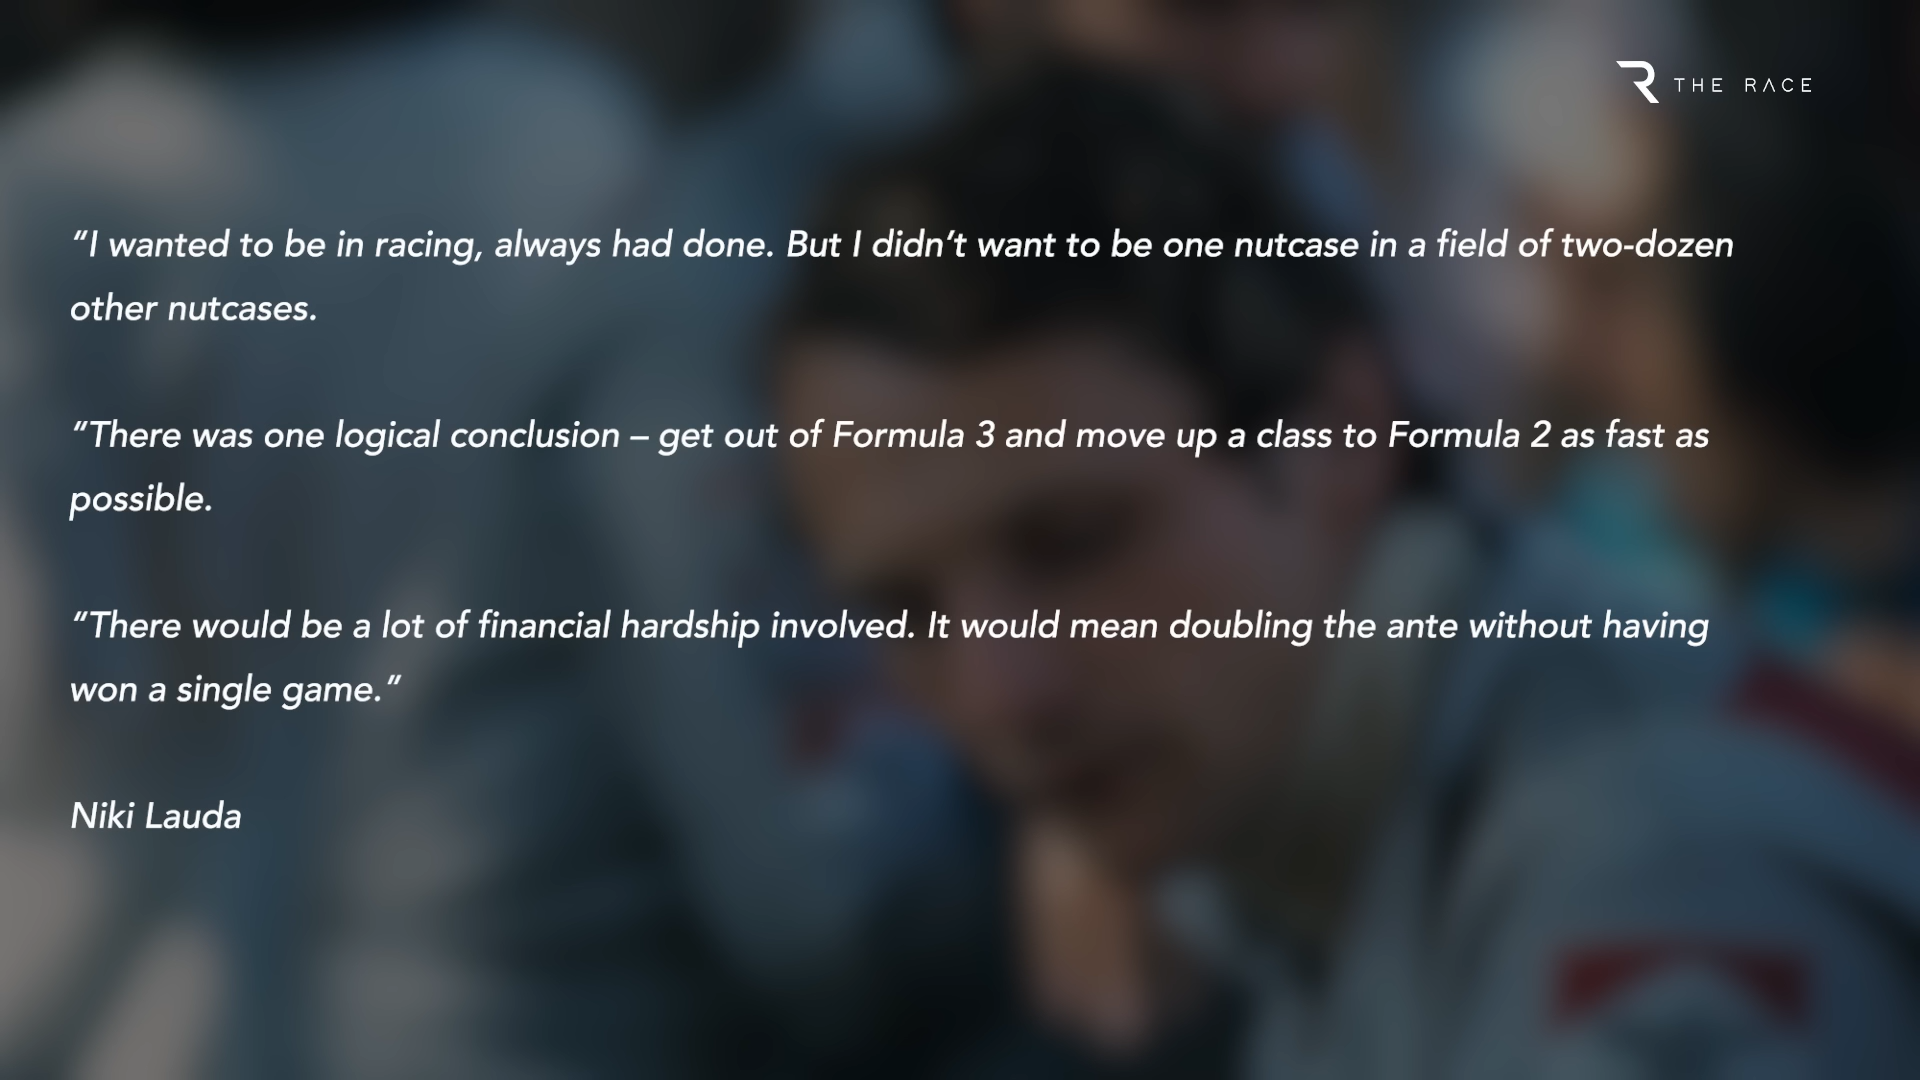 THE RACE
“I wanted to be in racing, always had done. But I didn’t want to be one nutcase in a field of two-dozen
other nutcases.
“There was one logical conclusion – get out of Formula 3 and move up a class to Formula 2 as fast as
possible.
“There would be a lot of financial hardship involved. It would mean doubling the ante without having
won a single game.”
Niki Lauda